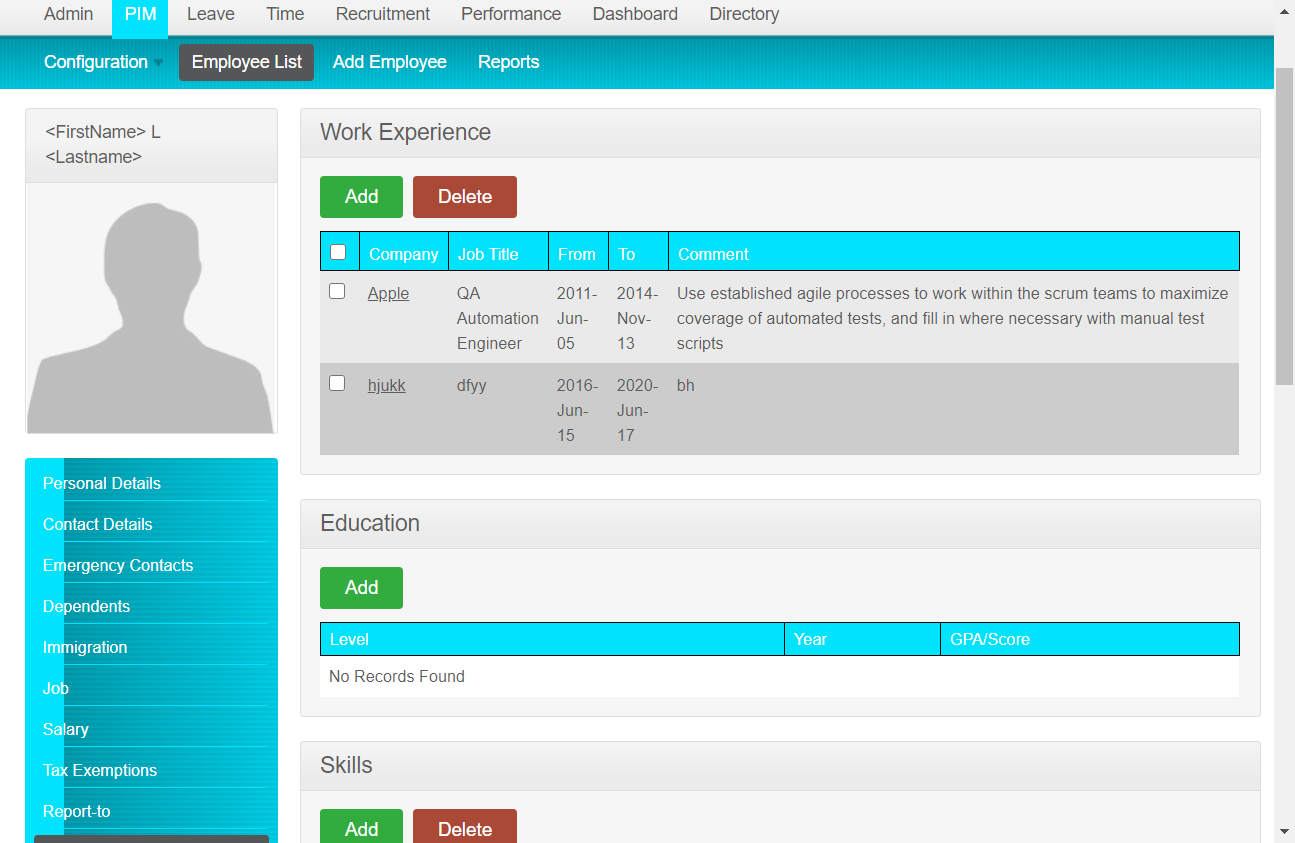 Admin PIM Leave Time Recruitment Performance Dashboard Directory
Configuration Employee List Add Employee Reports
<FirstName> L
<Lastname>
Personal Details
Contact Details
Emergency Contacts
Dependents
Immigration
Job
Salary
Tax Exemptions
Report-to
Work Experience
Add Delete
Company Job Title From To Comment
Apple QA 2011- 2014- Use established agile processes to work within the scrum teams to maximize
Automation Jun- Nov- coverage of automated tests, and fill in where necessary with manual test
Engineer 05 13 scripts
hjukk dfyy 2016- 2020- bh
Jun- Jun-
15 17
Education
Add
Level Year GPA/Score
No Records Found
Skills
Add Delete